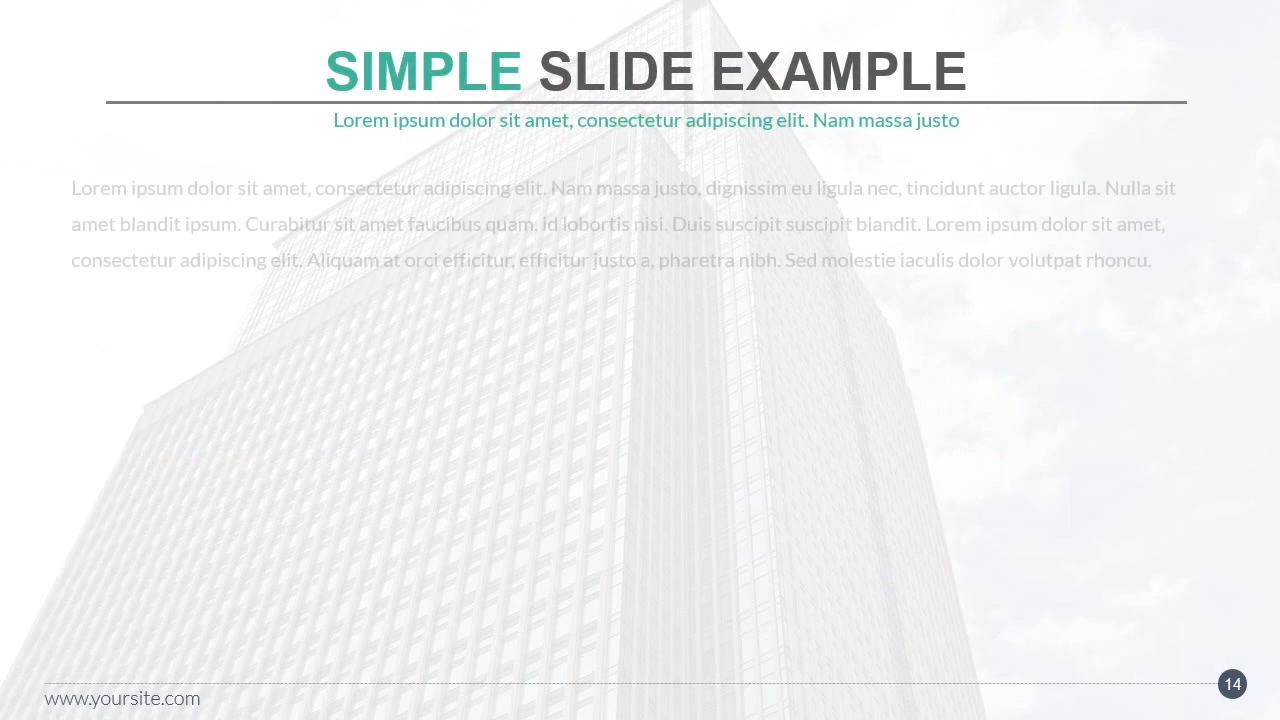 SIMPLE SLIDE EXAMPLE
Lorem ipsum dolor sit amet, consectetur adipiscing elit. Nam massa justo
Lorem ipsum dolor sit amet, consectetur adipiscing elit. Nam massa justo, dignissim eu ligula nec, tincidunt auctor ligula. Nulla sit
amet blandit ipsum. Curabitur sit amet faucibus quam, id lobortis nisi. Duis suscipit suscipit blandit. Lorem ipsum dolor sit amet,
consectetur adipiscing elit. Aliquam at orci efficitur, efficitur justo a, pharetra nibh. Sed molestie iaculis dolor volutpat rhoncu.
www.yoursite.com
14